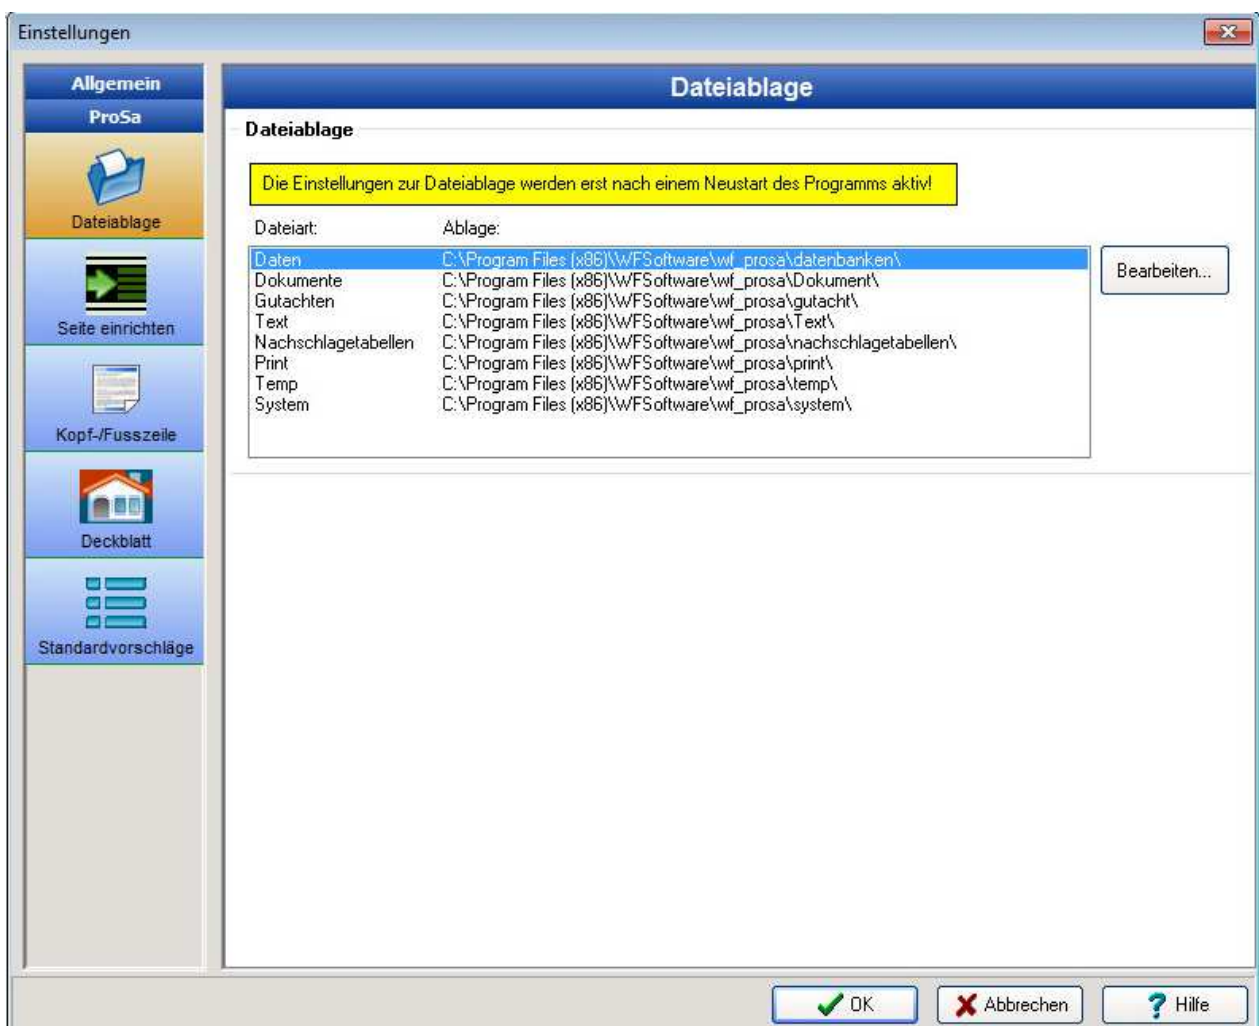 Einstellungen
Allgemein
ProSa
Dateiablage
Seite einrichten
Kopf-/Fusszeile
Deckblatt
Standardvorschläge
Dateiablage
Dateiablage
Die Einstellungen zur Dateiablage werden erst nach einem Neustart des Programms aktiv!
Dateiart: Ablage:
Daten C:\Program Files (x86)\WFSoftware\wf_prosa\datenbanken\
Dokumente C:\Program Files (x86)\WFSoftware\wf_prosa\Dokument\
Gutachten C:\Program Files (x86)\WFSoftware\wf_prosa\gutacht\
Text C:\Program Files (x86)\WFSoftware\wf_prosa\Text\
Nachschlagetabellen C:\Program Files (x86)\WFSoftware\wf_prosa\nachschlagetabellen\
Print C:\Program Files (x86)\WFSoftware\wf_prosa\print\
Temp C:\Program Files (x86)\WFSoftware\wf_prosa\temp\
System C:\Program Files (x86)\WFSoftware\wf_prosa\system\
Bearbeiten...
OK Abbrechen Hilfe